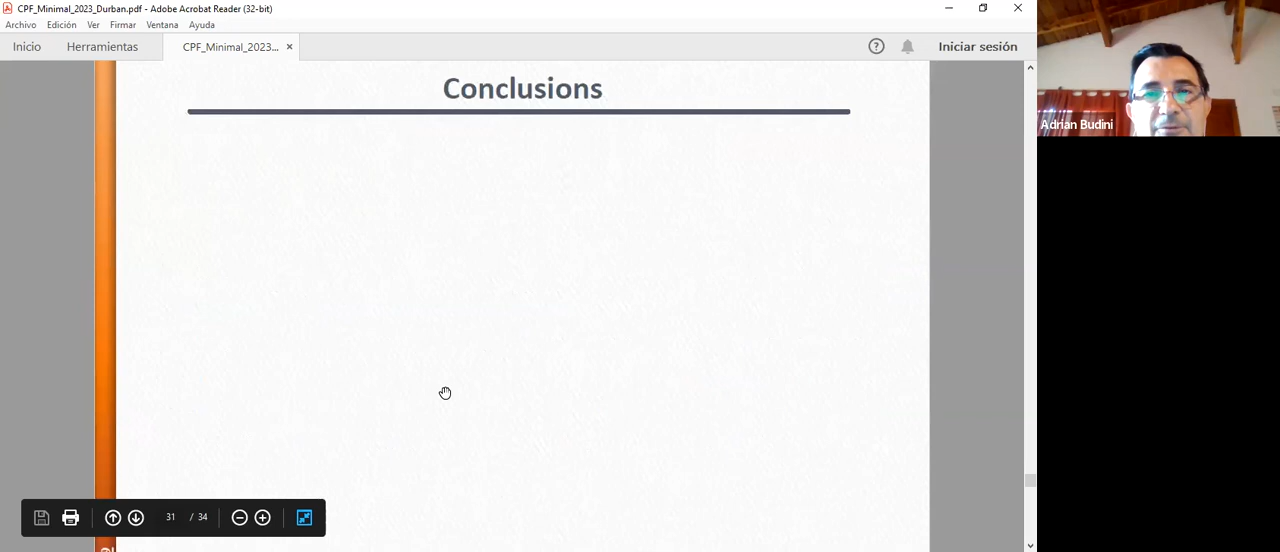 CPF_Minimal_2023_Durban.pdf - Adobe Acrobat Reader (32-bit)
Archivo Edición Ver Firmar Ventana Ayuda
Inicio Herramientas CPF_Minimal_2023... × Iniciar sesión
Conclusions
Adrian Budini
31 / 34